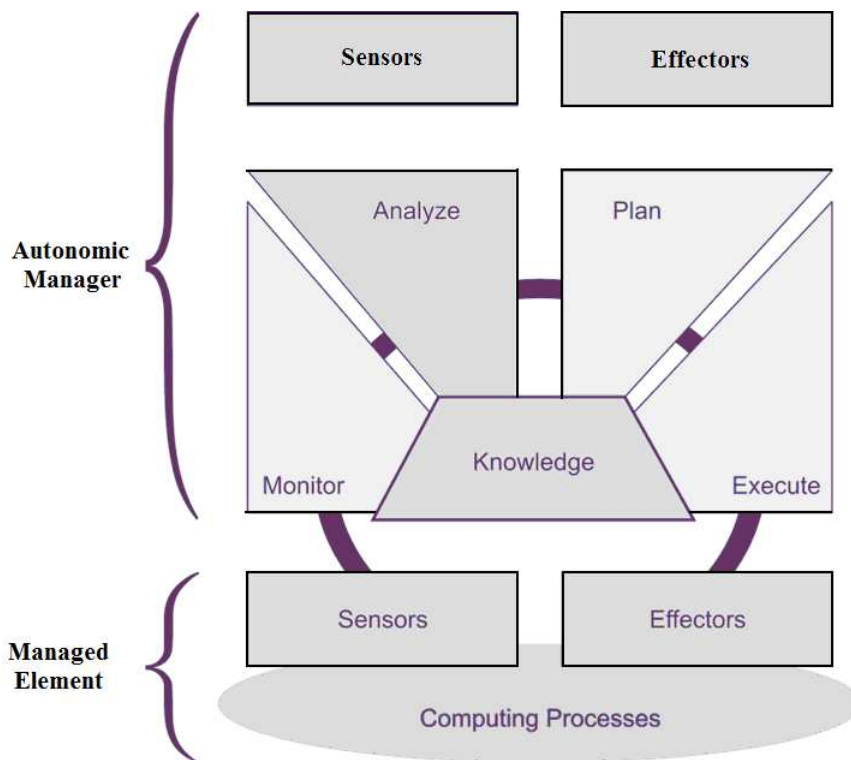 Sensors
Effectors
Analyze
Plan
Autonomic
Manager
Knowledge
Monitor
Execute
Sensors
Effectors
Managed
Element
Computing Processes